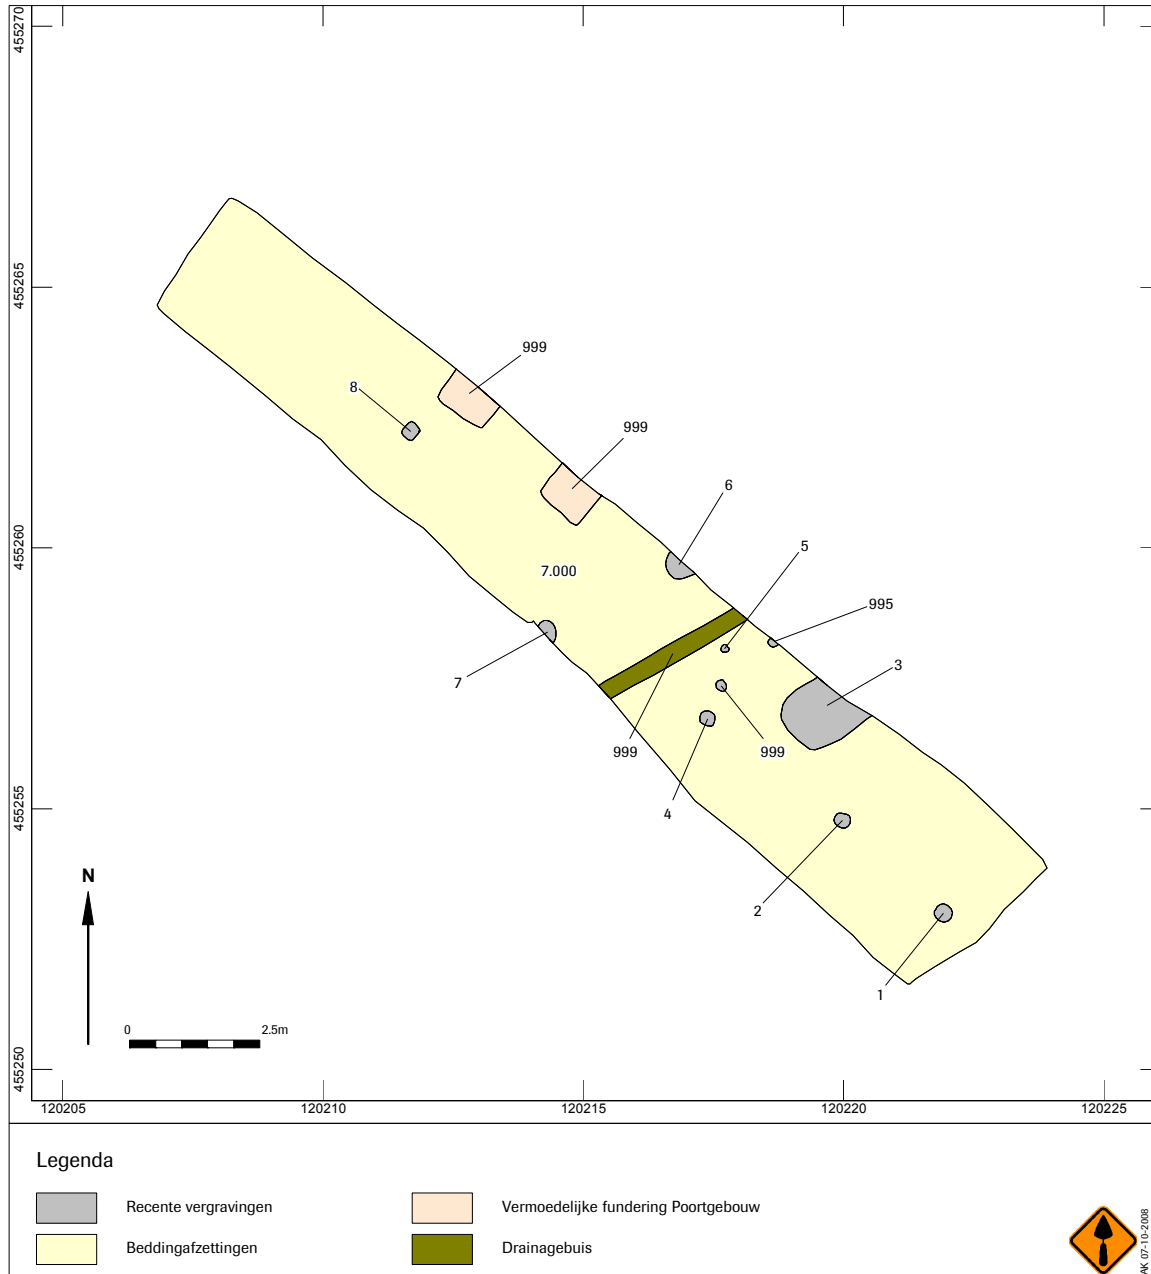 455270
455265
455260
455255
455250
999
8
999
6
5
7.000
995
3
7
999
999
4
2
1
N
0 2.5m
120205 120210 120215 120220 120225
Legenda
Recente vergravingen
Vermoedelijke fundering Poortgebouw
Beddingafzettingen
Drainagebuis
AK 07-10-2008